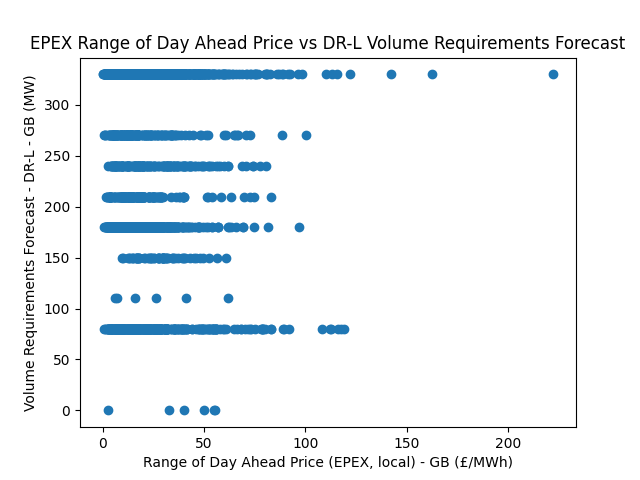 EPEX Range of Day Ahead Price vs DR-L Volume Requirements Forecast
Volume Requirements Forecast - DR-L - GB (MW)
300
250
200
150
100
50
0
0 50 100 150 200
Range of Day Ahead Price (EPEX, local) - GB (£/MWh)